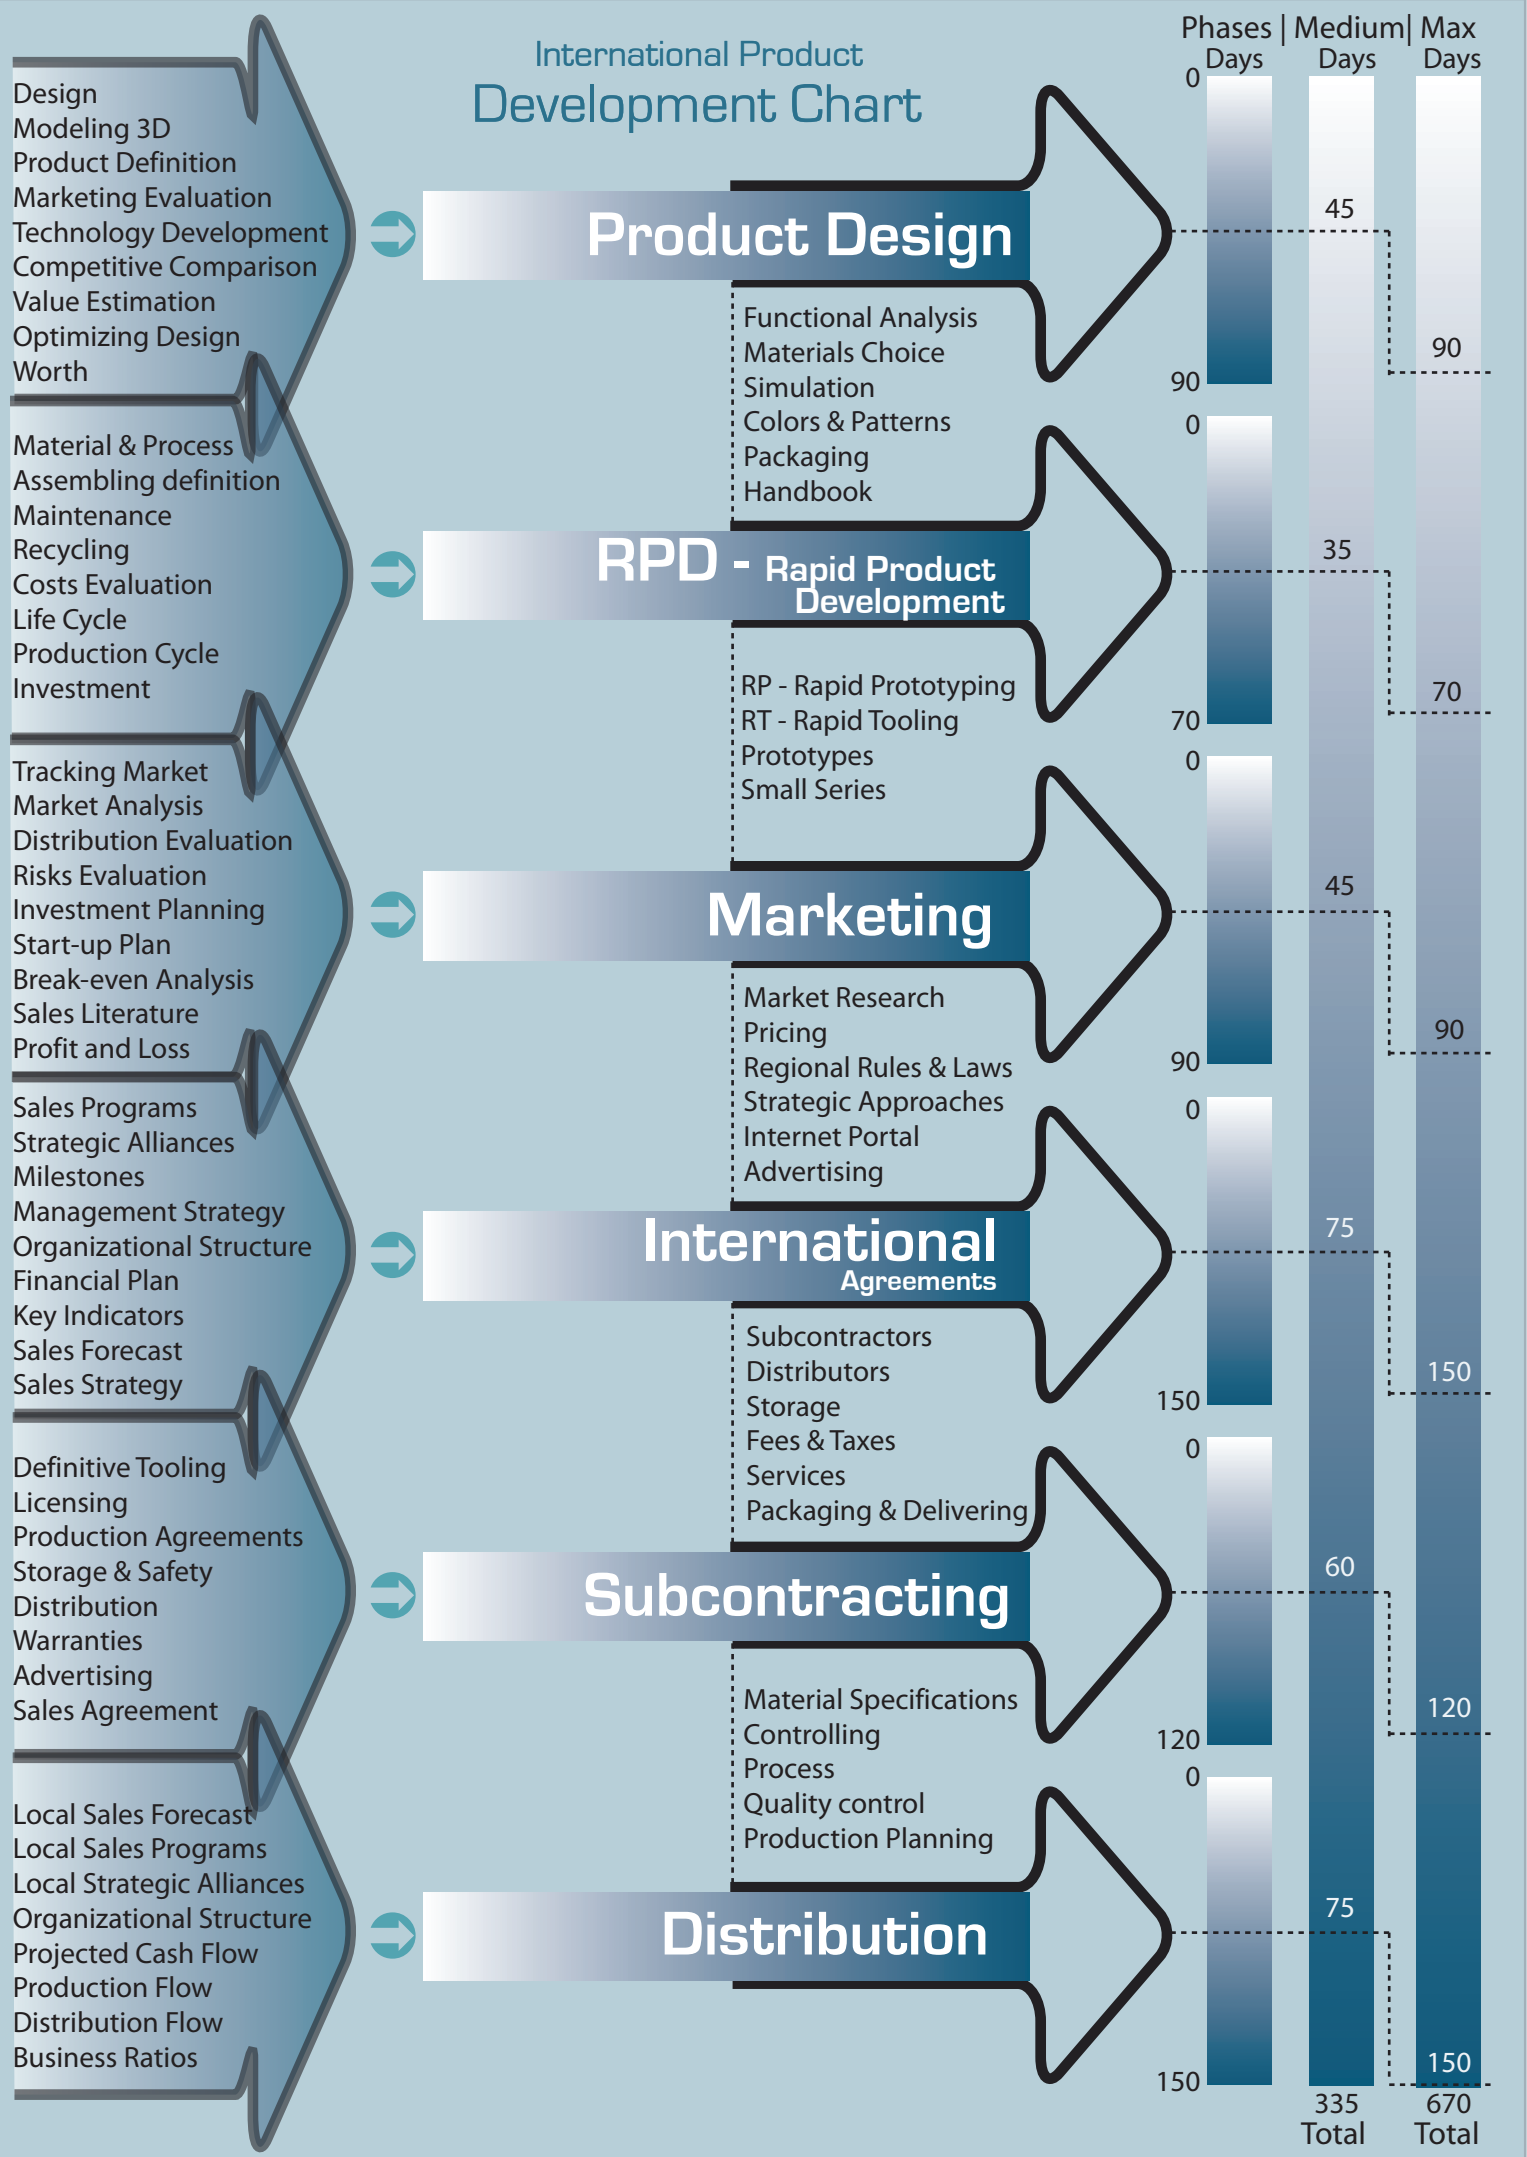 International Product
Development Chart
Phases | Medium| Max
Days Days Days
Design
Modeling 3D
Product Definition
Marketing Evaluation
Technology Development
Competitive Comparison
Value Estimation
Optimizing Design
Worth
Product Design
Functional Analysis
Materials Choice
Simulation
Colors & Patterns
Packaging
Handbook
0
90
45
90
Material & Process
Assembling definition
Maintenance
Recycling
Costs Evaluation
Life Cycle
Production Cycle
Investment
RPD - Rapid Product
Development
RP - Rapid Prototyping
RT - Rapid Tooling
Prototypes
Small Series
0
70
35
70
Tracking Market
Market Analysis
Distribution Evaluation
Risks Evaluation
Investment Planning
Start-up Plan
Break-even Analysis
Sales Literature
Profit and Loss
Marketing
Market Research
Pricing
Regional Rules & Laws
Strategic Approaches
Internet Portal
Advertising
0
90
45
90
Sales Programs
Strategic Alliances
Milestones
Management Strategy
Organizational Structure
Financial Plan
Key Indicators
Sales Forecast
Sales Strategy
International
Agreements
Subcontractors
Distributors
Storage
Fees & Taxes
Services
Packaging & Delivering
0
150
75
150
Definitive Tooling
Licensing
Production Agreements
Storage & Safety
Distribution
Warranties
Advertising
Sales Agreement
Subcontracting
Material Specifications
Controlling
Process
Quality control
Production Planning
0
120
60
120
Local Sales Forecast
Local Sales Programs
Local Strategic Alliances
Organizational Structure
Projected Cash Flow
Production Flow
Distribution Flow
Business Ratios
Distribution
0
150
75
150
335 670
Total Total